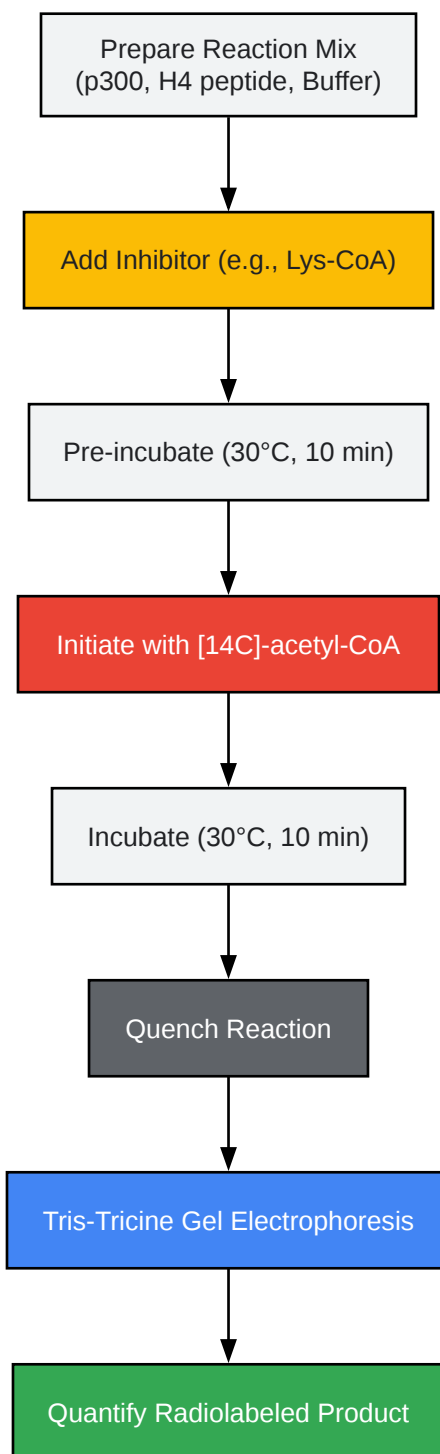 Prepare Reaction Mix
(p300, H4 peptide, Buffer)
Add Inhibitor (e.g., Lys-CoA)
Pre-incubate (30°C, 10 min)
Initiate with [14C]-acetyl-CoA
Incubate (30°C, 10 min)
Quench Reaction
Tris-Tricine Gel Electrophoresis
Quantify Radiolabeled Product